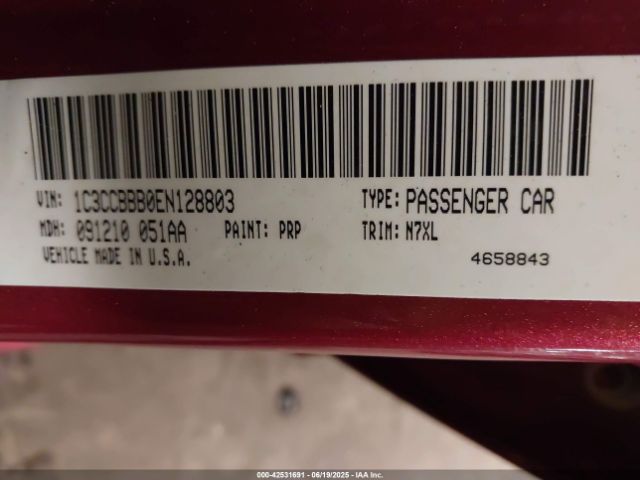 VIN: 1C3CCBBB0EN128803 TYPE: PASSENGER CAR
MDH: 091210 051AA PAINT: PRP TRIM: N7XL
VEHICLE MADE IN U.S.A. 4658843
000-42531691 - 06/19/2025 - IAA Inc.